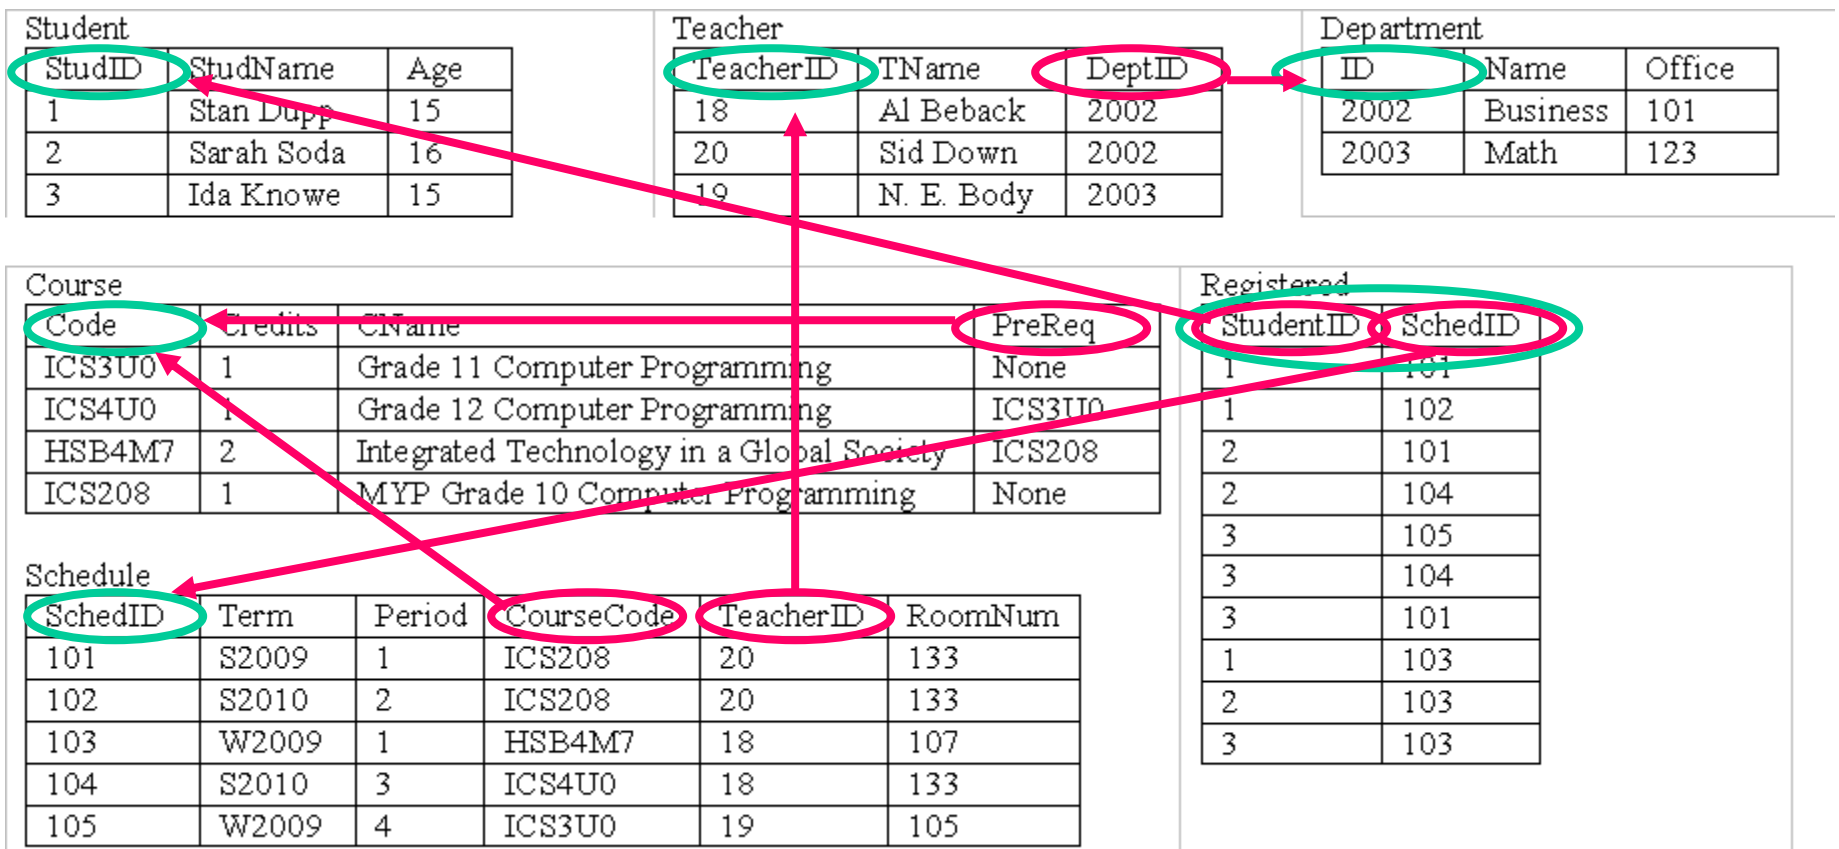 Student
StudID StudName Age
1 Stan Dupp 15
2 Sarah Soda 16
3 Ida Knowe 15
Teacher
TeacherID TName DeptID
18 Al Beback 2002
20 Sid Down 2002
19 N. E. Body 2003
Department
ID Name Office
2002 Business 101
2003 Math 123
Course
Code Credits CName PreReq
ICS3U0 1 Grade 11 Computer Programming None
ICS4U0 1 Grade 12 Computer Programming ICS3U0
HSB4M7 2 Integrated Technology in a Global Society ICS208
ICS208 1 MYP Grade 10 Computer Programming None
Registered
StudentID SchedID
1 101
1 102
2 101
2 104
3 105
3 104
3 101
1 103
2 103
3 103
Schedule
SchedID Term Period CourseCode TeacherID RoomNum
101 S2009 1 ICS208 20 133
102 S2010 2 ICS208 20 133
103 W2009 1 HSB4M7 18 107
104 S2010 3 ICS4U0 18 133
105 W2009 4 ICS3U0 19 105